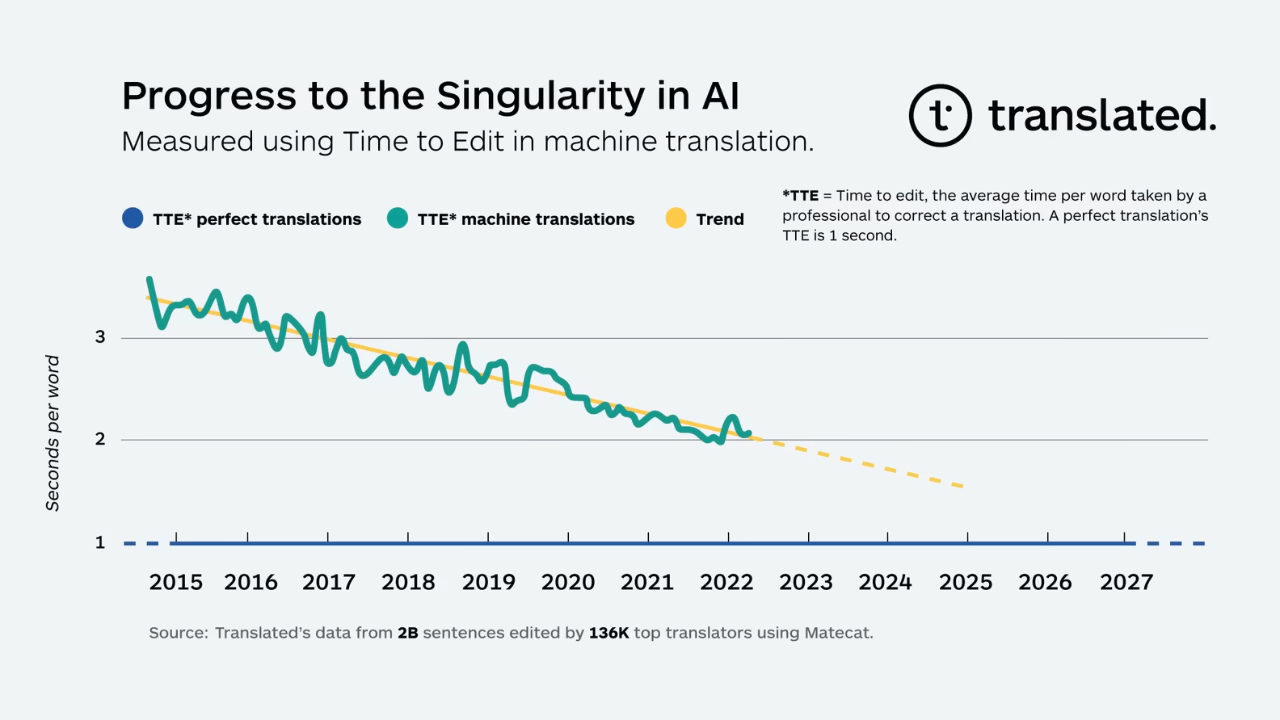 Progress to the Singularity in AI
Measured using Time to Edit in machine translation.
t translated.
TTE* perfect translations
TTE* machine translations
Trend
*TTE = Time to edit, the average time per word taken by a
professional to correct a translation. A perfect translation's
TTE is 1 second.
Seconds per word
3
2
1
2015 2016 2017 2018 2019 2020 2021 2022 2023 2024 2025 2026 2027
Source: Translated's data from 2B sentences edited by 136K top translators using Matecat.